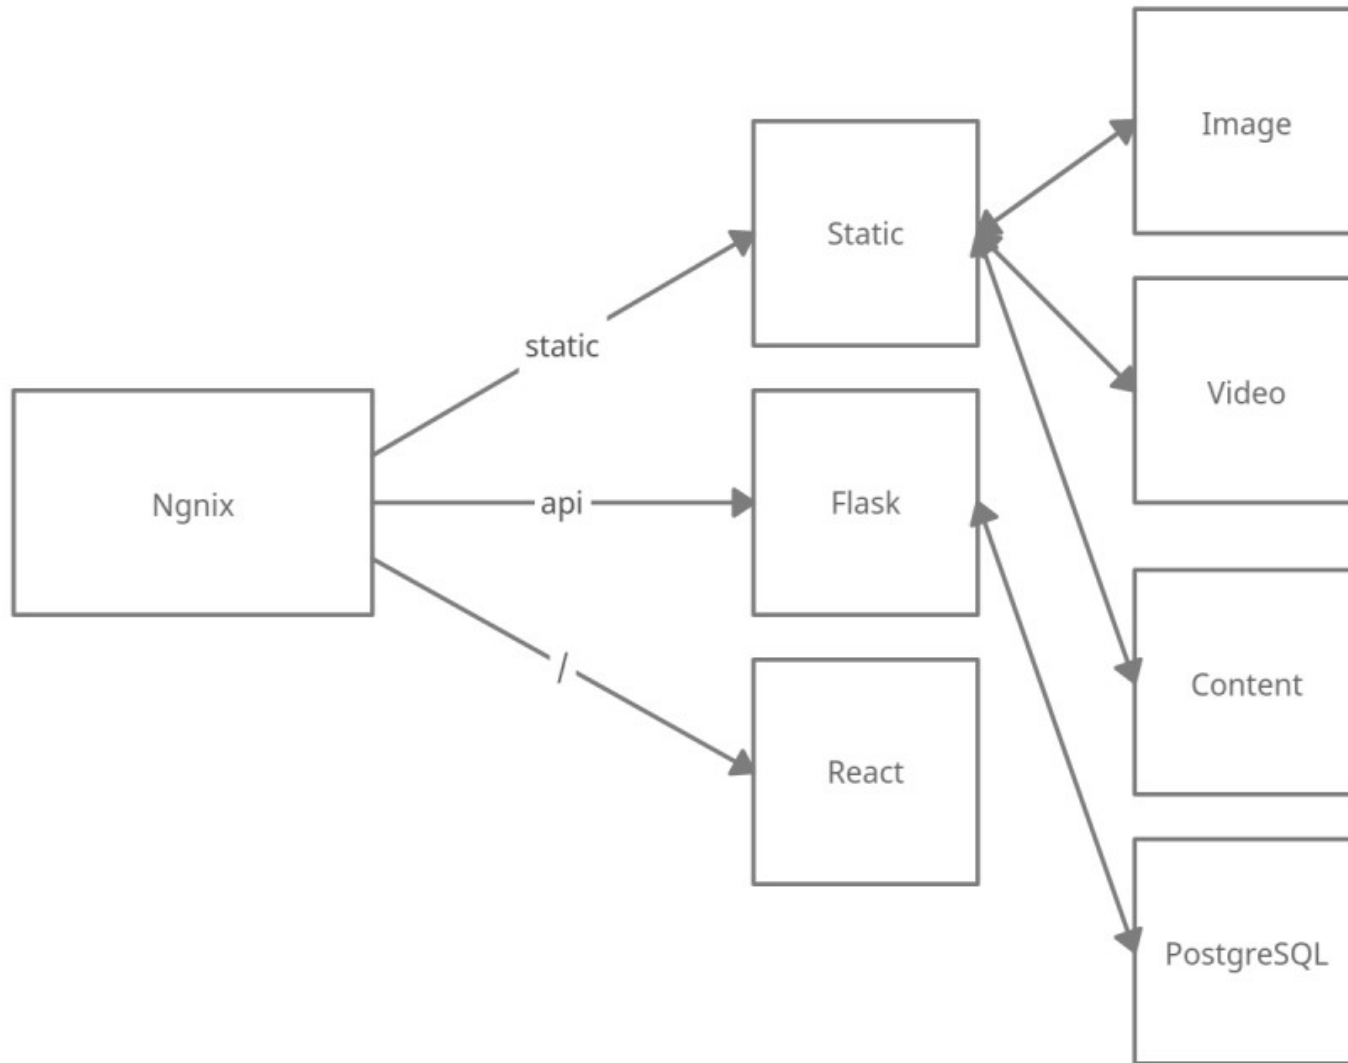 Image
Static
static
Video
Ngnix
api
Flask
/
Content
React
PostgreSQL